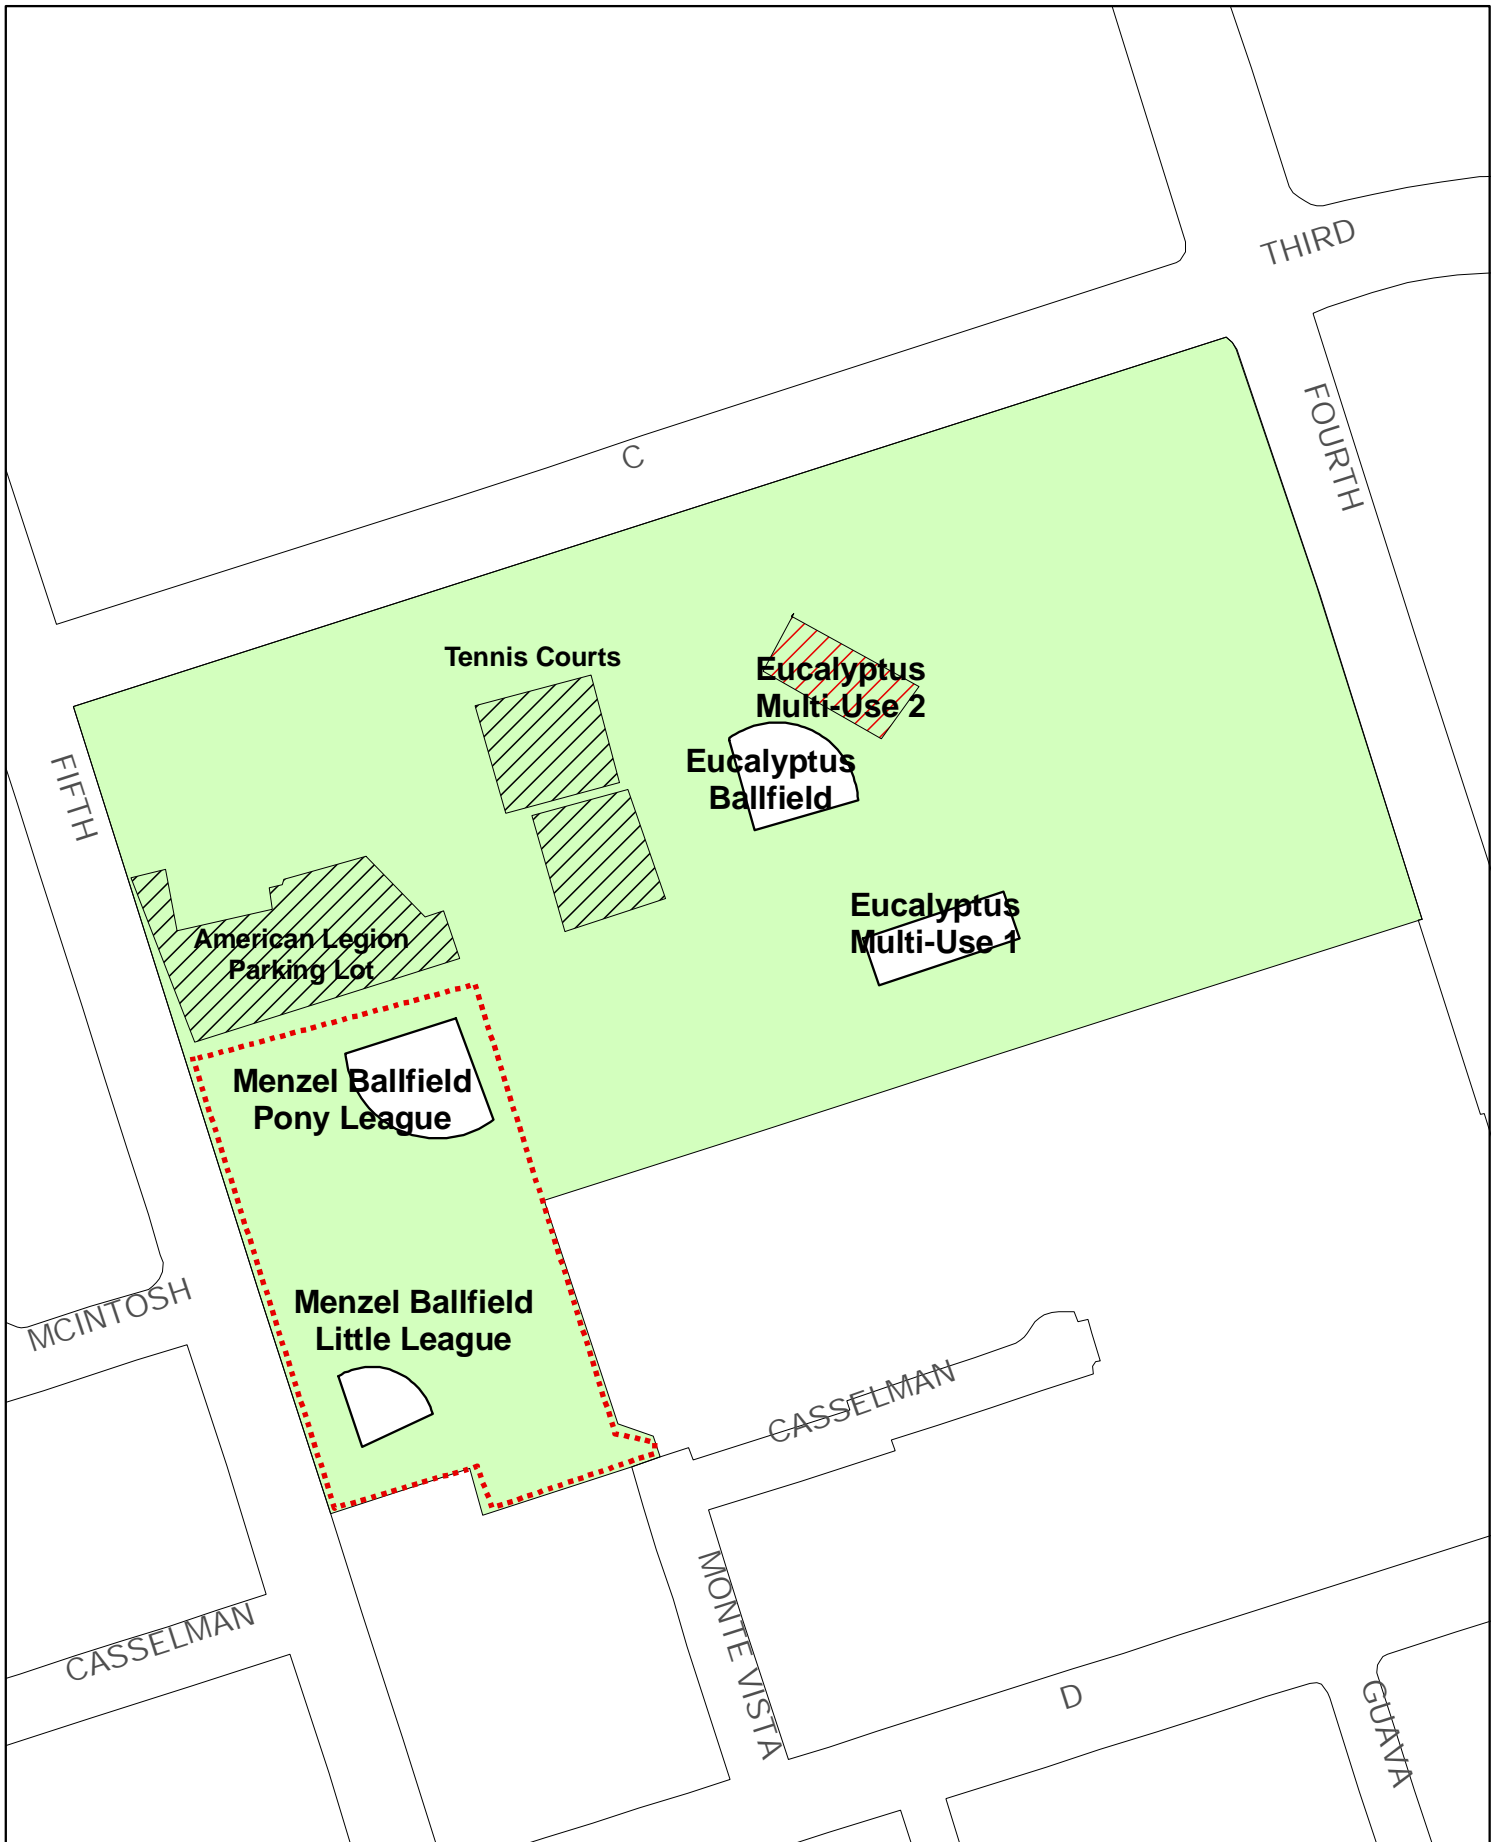 THIRD
FOURTH
C
Tennis Courts
Eucalyptus
Multi-Use 2
Eucalyptus
Ballfield
FIFTH
Eucalyptus
Multi-Use 1
American Legion
Parking Lot
Menzel Ballfield
Pony League
Menzel Ballfield
Little League
MCINTOSH
CASSELMAN
CASSELMAN
MONTE VISTA
D
GUAVA